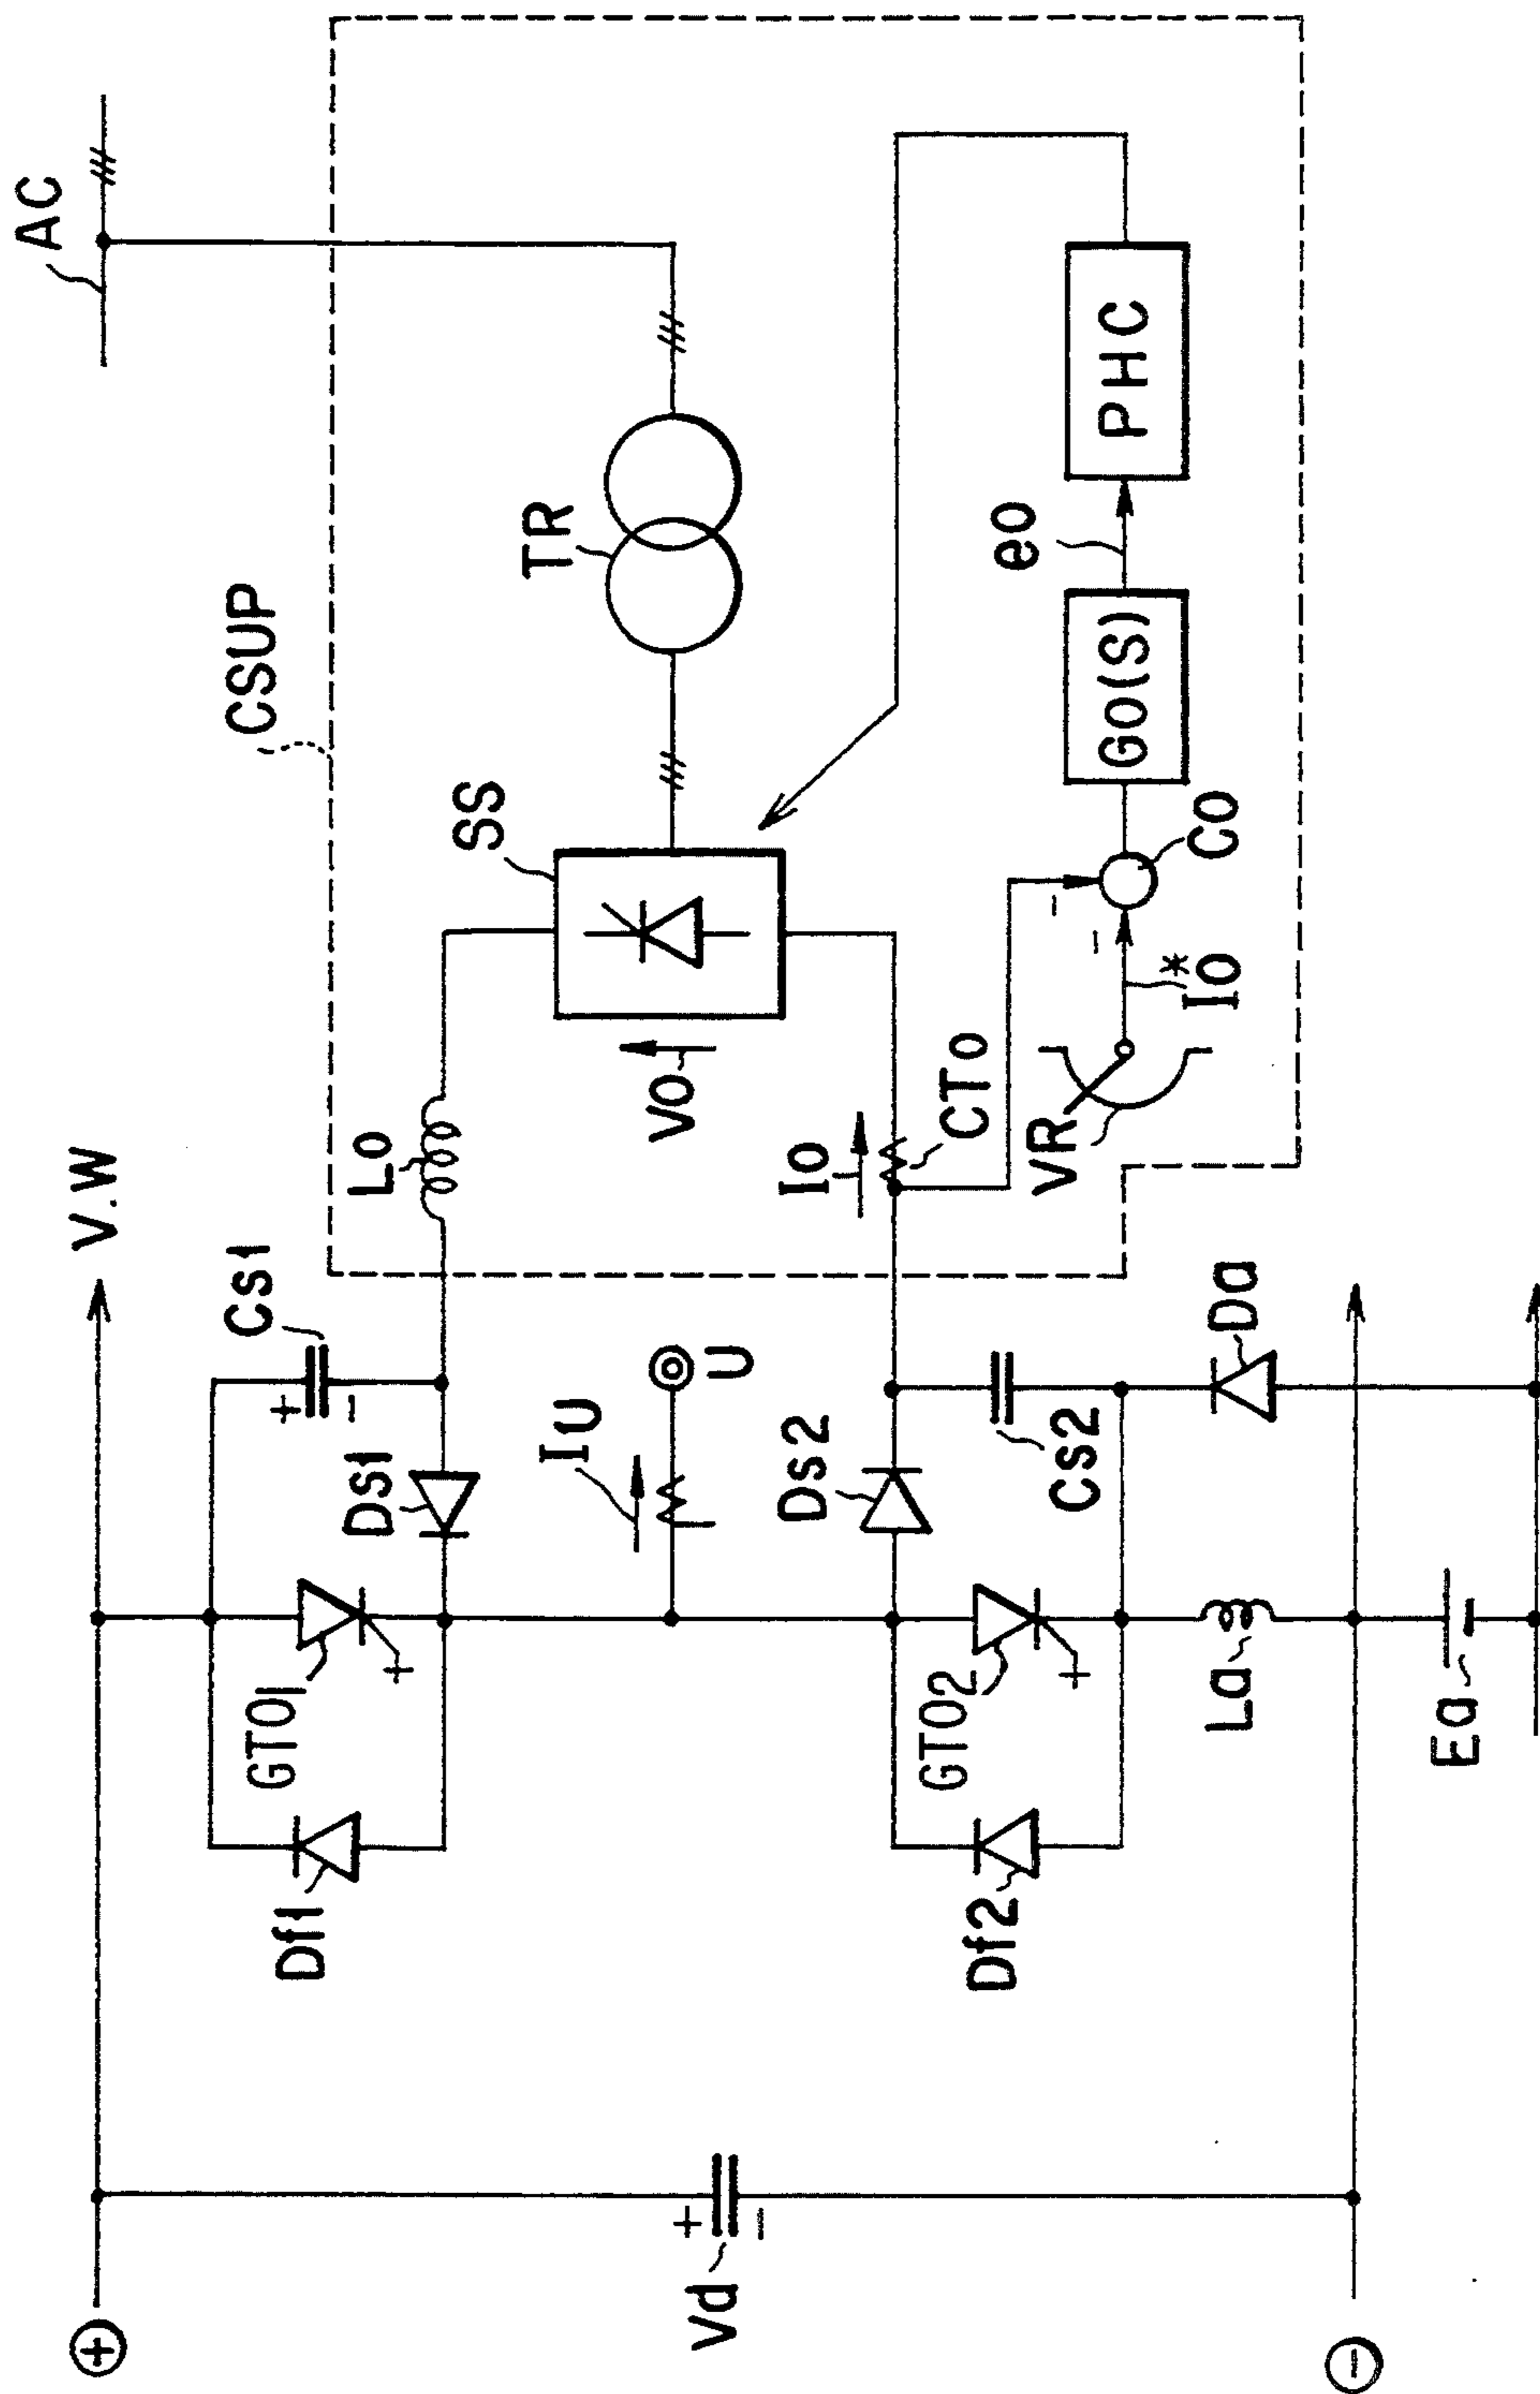 AC
CSUP
V.W
TR
SS
Lo
VO
Cs1
+
-
Ds1
IU
U
GTO1
Df1
IO
CTo
eO
PHC
GO(S)
CO
-
-
IO*
VR
Ds2
Cs2
Da
GTO2
Df2
La
Ea
Vd
+
-
+
-